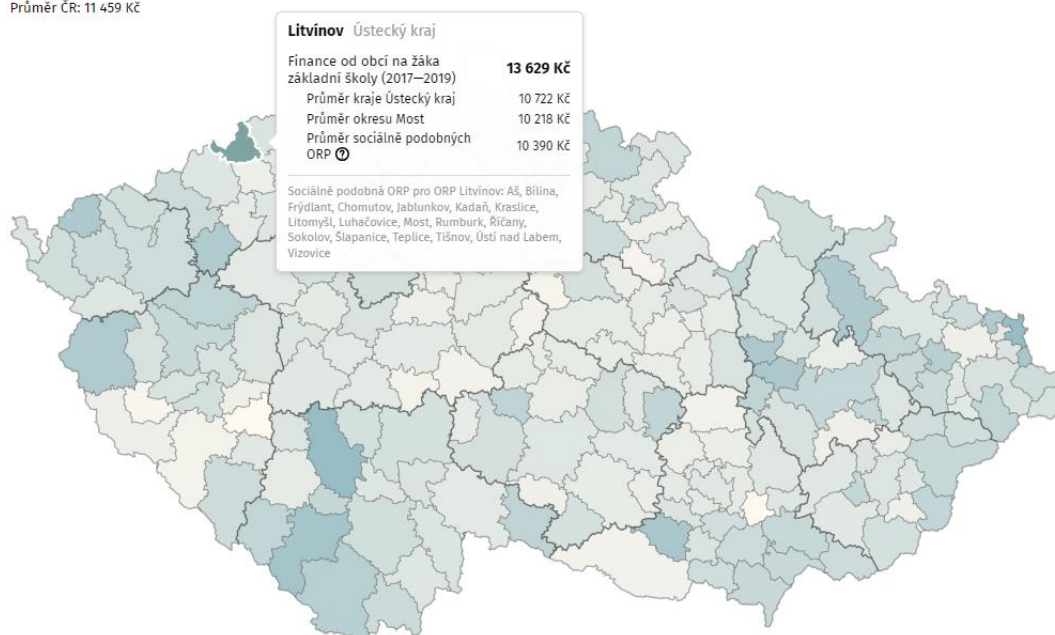 Průměr ČR: 11 459 Kč
Litvínov Ústecký kraj
Finance od obcí na žáka
základní školy (2017—2019) 13 629 Kč
Průměr kraje Ústecký kraj 10 722 Kč
Průměr okresu Most 10 218 Kč
Průměr sociálně podobných
ORP ? 10 390 Kč
Sociálně podobná ORP pro ORP Litvínov: Aš, Bílina,
Frýdlant, Chomutov, Jablunkov, Kadaň, Kraslice,
Litomyšl, Luhačovice, Most, Rumburk, Říčany,
Sokolov, Šlapanice, Teplice, Tišnov, Ústí nad Labem,
Vizovice